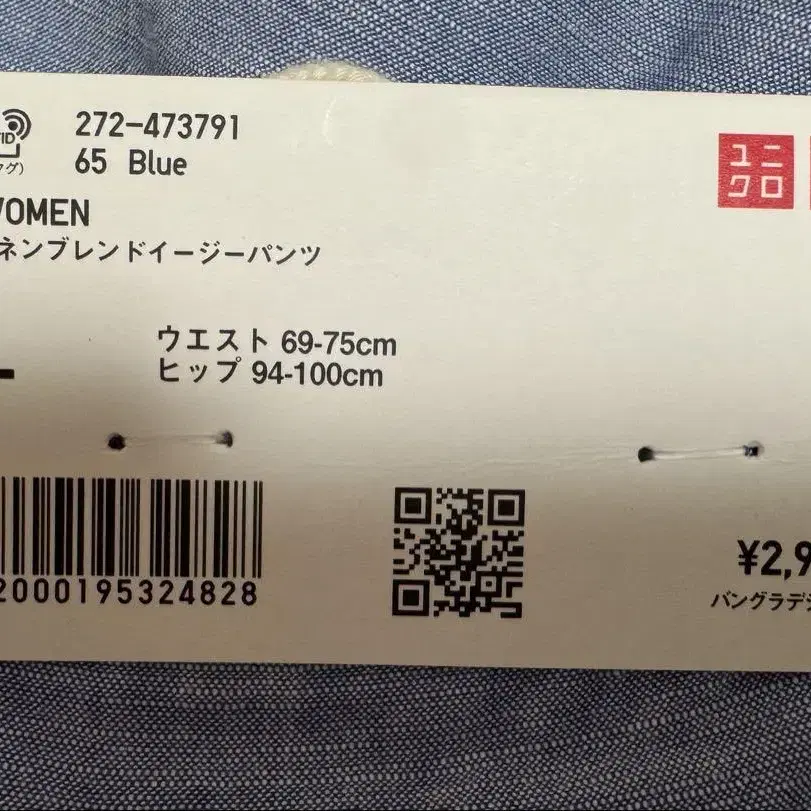 272-473791
65 Blue
WOMEN
ネンブレンドイージーパンツ
ユニ
クロ
ウエスト 69-75cm
ヒップ 94-100cm
2000195324828
¥2,9
バングラデシ